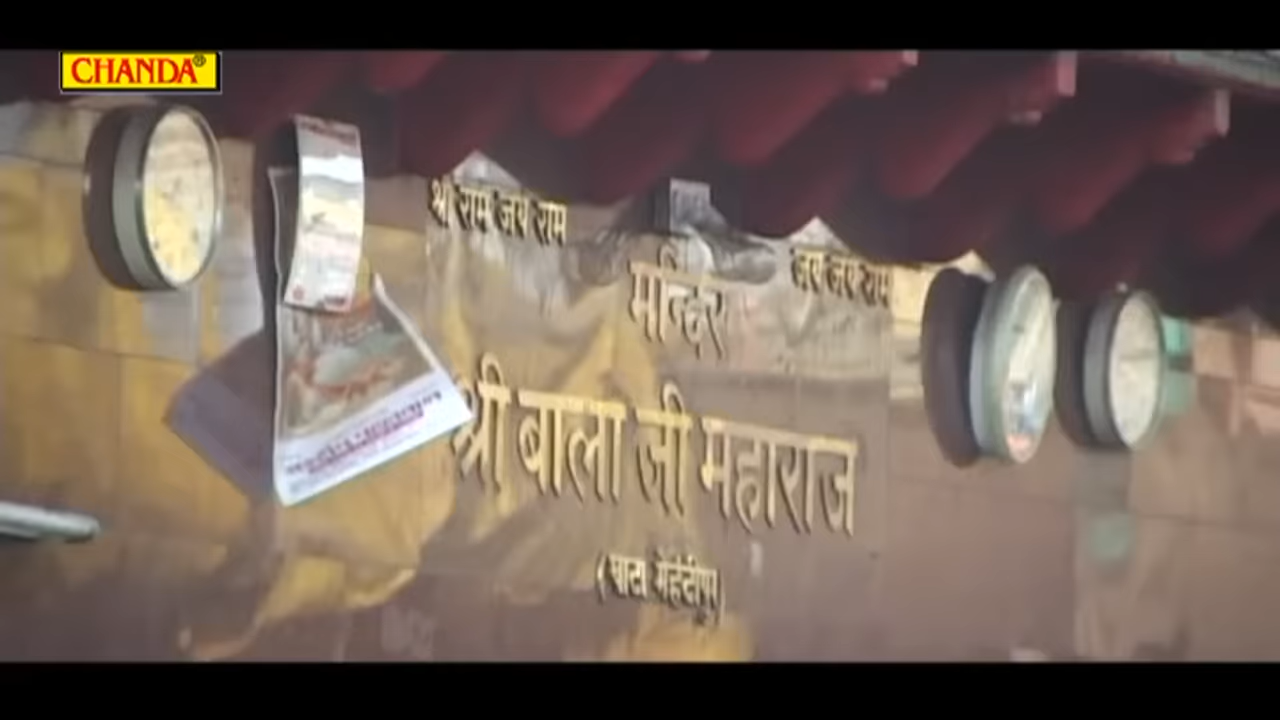 CHANDA®
श्री राम जय राम
जय जय राम
मन्दिर
श्री बाला जी महाराज
(घाटा मेंहदीपुर)